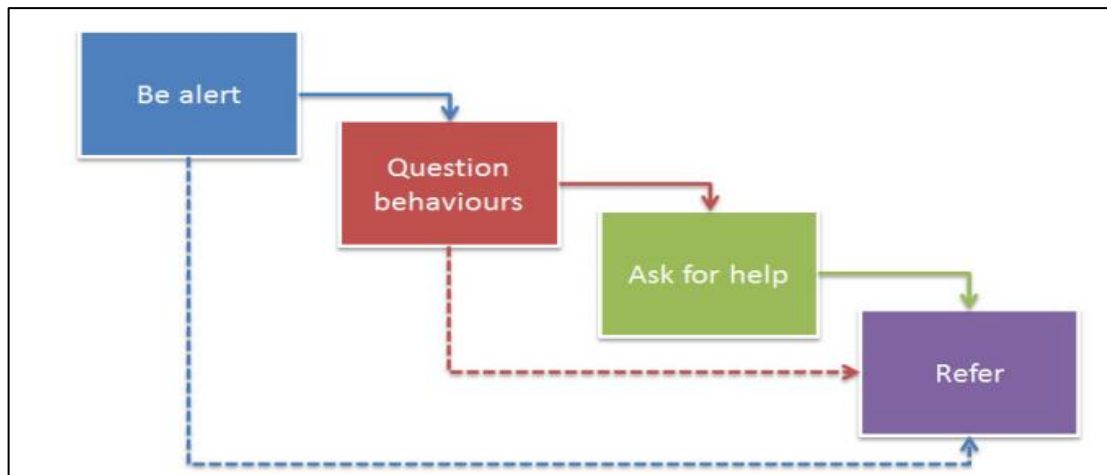 Be alert
Question
behaviours
Ask for help
Refer